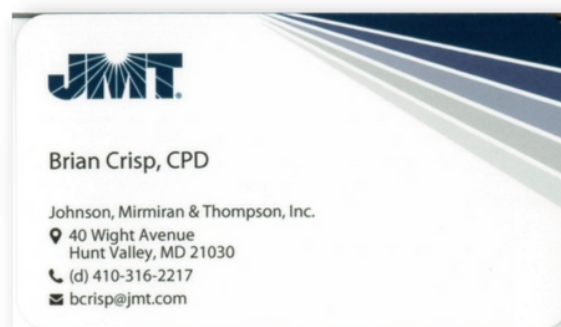 JMT.
Brian Crisp, CPD
Johnson, Mirmiran & Thompson, Inc.
40 Wight Avenue
Hunt Valley, MD 21030
(d) 410-316-2217
bcrisp@jmt.com